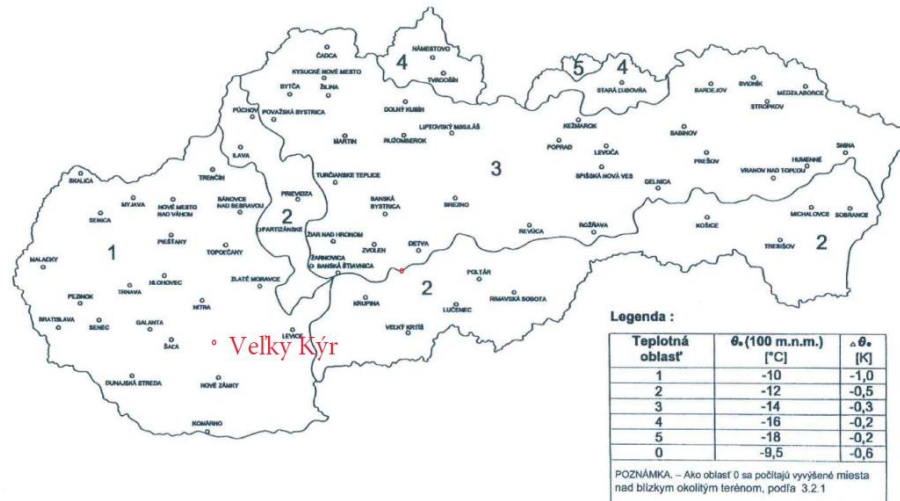 ČADCA
NÁMESTOVO
4
TVRDOŠÍN
5
4
STARÁ ĽUBOVŇA
KYSUCKÉ NOVÉ MESTO
BYTČA
ŽILINA
BARDEJOV
SVIDNÍK
MEDZILABORCE
STROPKOV
PÚCHOV
POVAŽSKÁ BYSTRICA
DOLNÝ KUBÍN
KEŽMAROK
LIPTOVSKÝ MIKULÁŠ
MARTIN
RUŽOMBEROK
POPRAD
LEVOČA
SABINOV
PREŠOV
SNINA
HUMENNÉ
VRANOV NAD TOPĽOU
ILAVA
TRENČÍN
SKALICA
TURČIANSKE TEPLICE
3
SPIŠSKÁ NOVÁ VES
GELNICA
MYJAVA
NOVÉ MESTO
NAD VÁHOM
BÁNOVCE
NAD BEBRAVOU
PRIEVIDZA
2
PARTIZÁNSKE
BANSKÁ
BYSTRICA
BREZNO
SENICA
REVÚCA
ROŽŇAVA
KOŠICE
MICHALOVCE
SOBRANCE
TREBIŠOV
2
1
PIEŠŤANY
TOPOĽČANY
ŽIAR NAD HRONOM
ZVOLEN
DETVA
MALACKY
ŽARNOVICA
BANSKÁ ŠTIAVNICA
HLOHOVEC
TRNAVA
ZLATÉ MORAVCE
2
POLTÁR
RIMAVSKÁ SOBOTA
PEZINOK
NITRA
KRUPINA
LUČENEC
BRATISLAVA
SENEC
GALANTA
ŠAĽA
LEVICE
VEĽKÝ KRTÍŠ
Veľky Kýr
DUNAJSKÁ STREDA
NOVÉ ZÁMKY
KOMÁRNO
Legenda :
Teplotná oblasť θe (100 m.n.m.) [°C] △ θe [K]
1 -10 -1,0
2 -12 -0,5
3 -14 -0,3
4 -16 -0,2
5 -18 -0,2
0 -9,5 -0,6
POZNÁMKA. – Ako oblasť 0 sa počítajú vyvýšené miesta
nad blízkym okolitým terénom, podľa 3.2.1